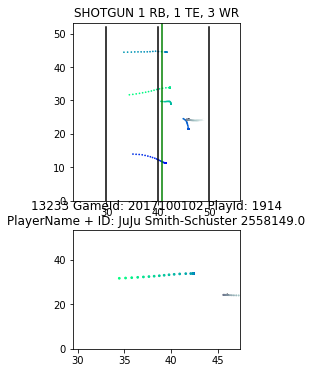 SHOTGUN 1 RB, 1 TE, 3 WR
50
40
30
20
10
0
30 40 50
13233 GameId: 2017100102 PlayId: 1914
PlayerName + ID: JuJu Smith-Schuster 2558149.0
40
20
0
30 35 40 45